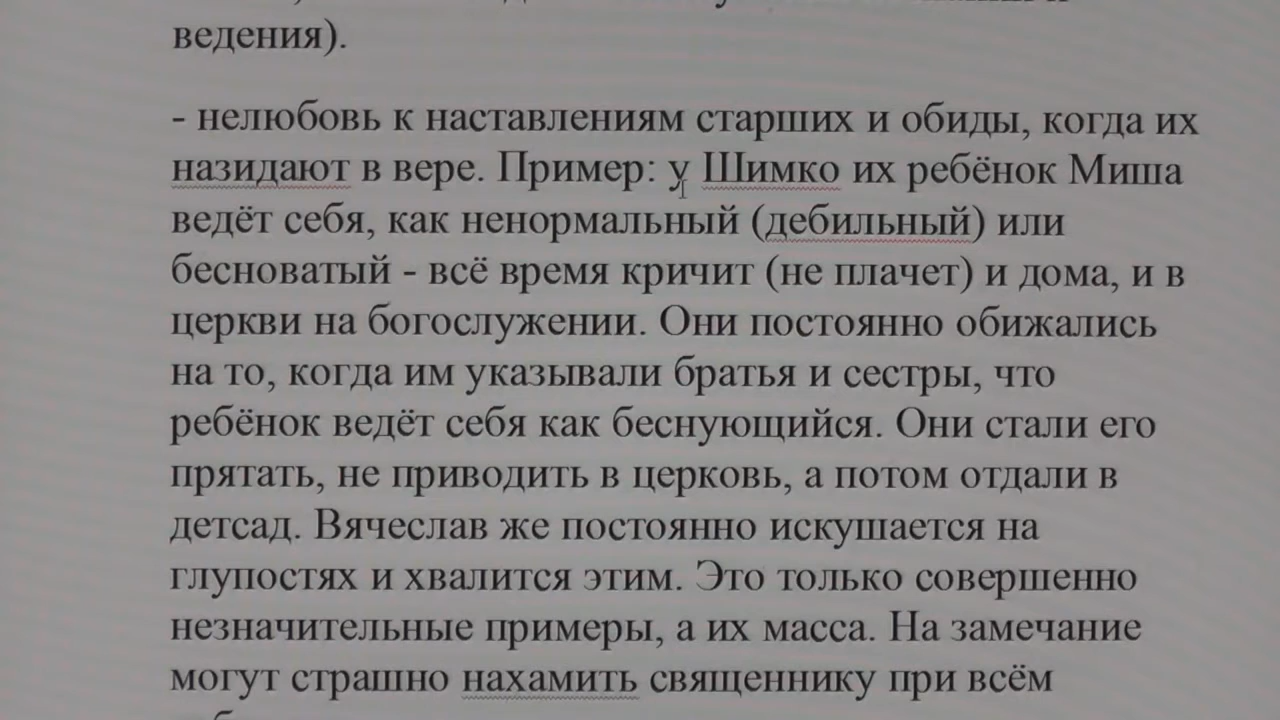 ведения).
- нелюбовь к наставлениям старших и обиды, когда их
назидают в вере. Пример: у Шимко их ребёнок Миша
ведёт себя, как ненормальный (дебильный) или
бесноватый - всё время кричит (не плачет) и дома, и в
церкви на богослужении. Они постоянно обижались
на то, когда им указывали братья и сестры, что
ребёнок ведёт себя как беснующийся. Они стали его
прятать, не приводить в церковь, а потом отдали в
детсад. Вячеслав же постоянно искушается на
глупостях и хвалится этим. Это только совершенно
незначительные примеры, а их масса. На замечание
могут страшно нахамить священнику при всём